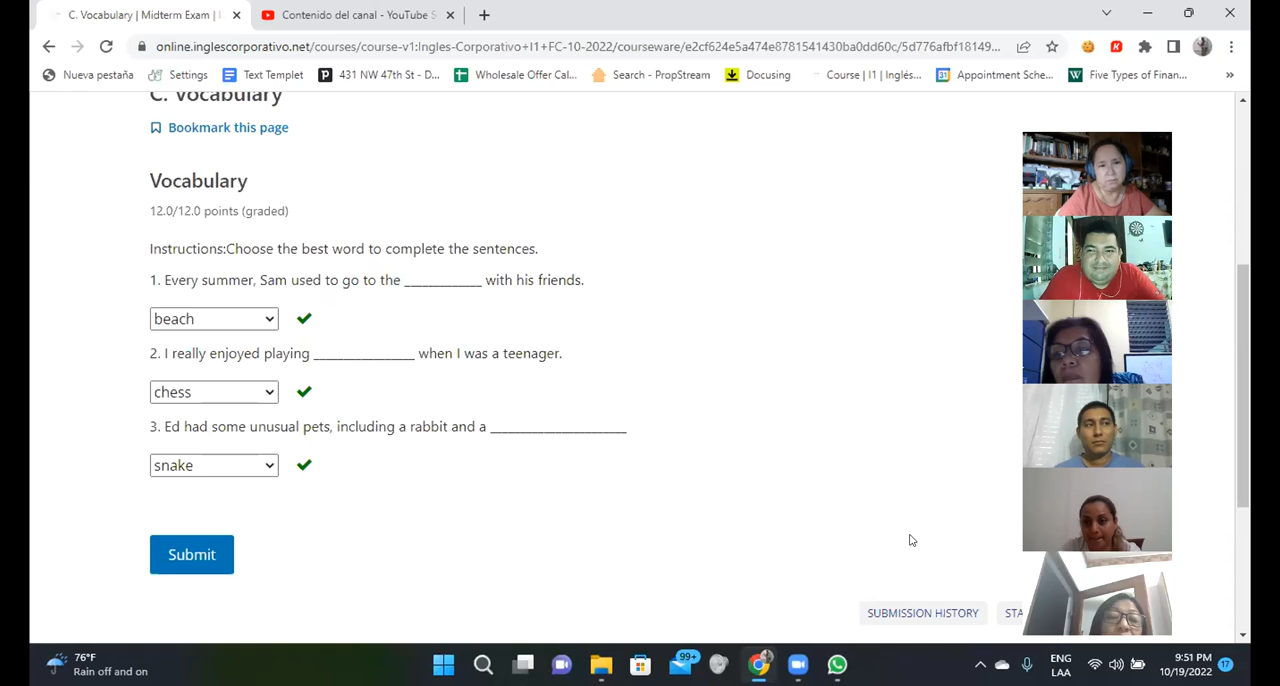 C. Vocabulary | Midterm Exam |
Contenido del canal - YouTube S
online.inglescorporativo.net/courses/course-v1:Ingles-Corporativo+I1+FC-10-2022/courseware/e2cf624e5a474e8781541430ba0dd60c/5d776afbf18149...
Nueva pestaña
Settings
Text Templet
431 NW 47th St - D...
Wholesale Offer Cal...
Search - PropStream
Docusing
Course | I1 | Inglés...
Appointment Sche...
Five Types of Finan...
C. Vocabulary
Bookmark this page
Vocabulary
12.0/12.0 points (graded)
Instructions:Choose the best word to complete the sentences.
1. Every summer, Sam used to go to the ___________ with his friends.
beach
2. I really enjoyed playing ______________ when I was a teenager.
chess
3. Ed had some unusual pets, including a rabbit and a ___________________
snake
Submit
SUBMISSION HISTORY
STA
76°F
Rain off and on
99+
ENG
LAA
9:51 PM
10/19/2022
17